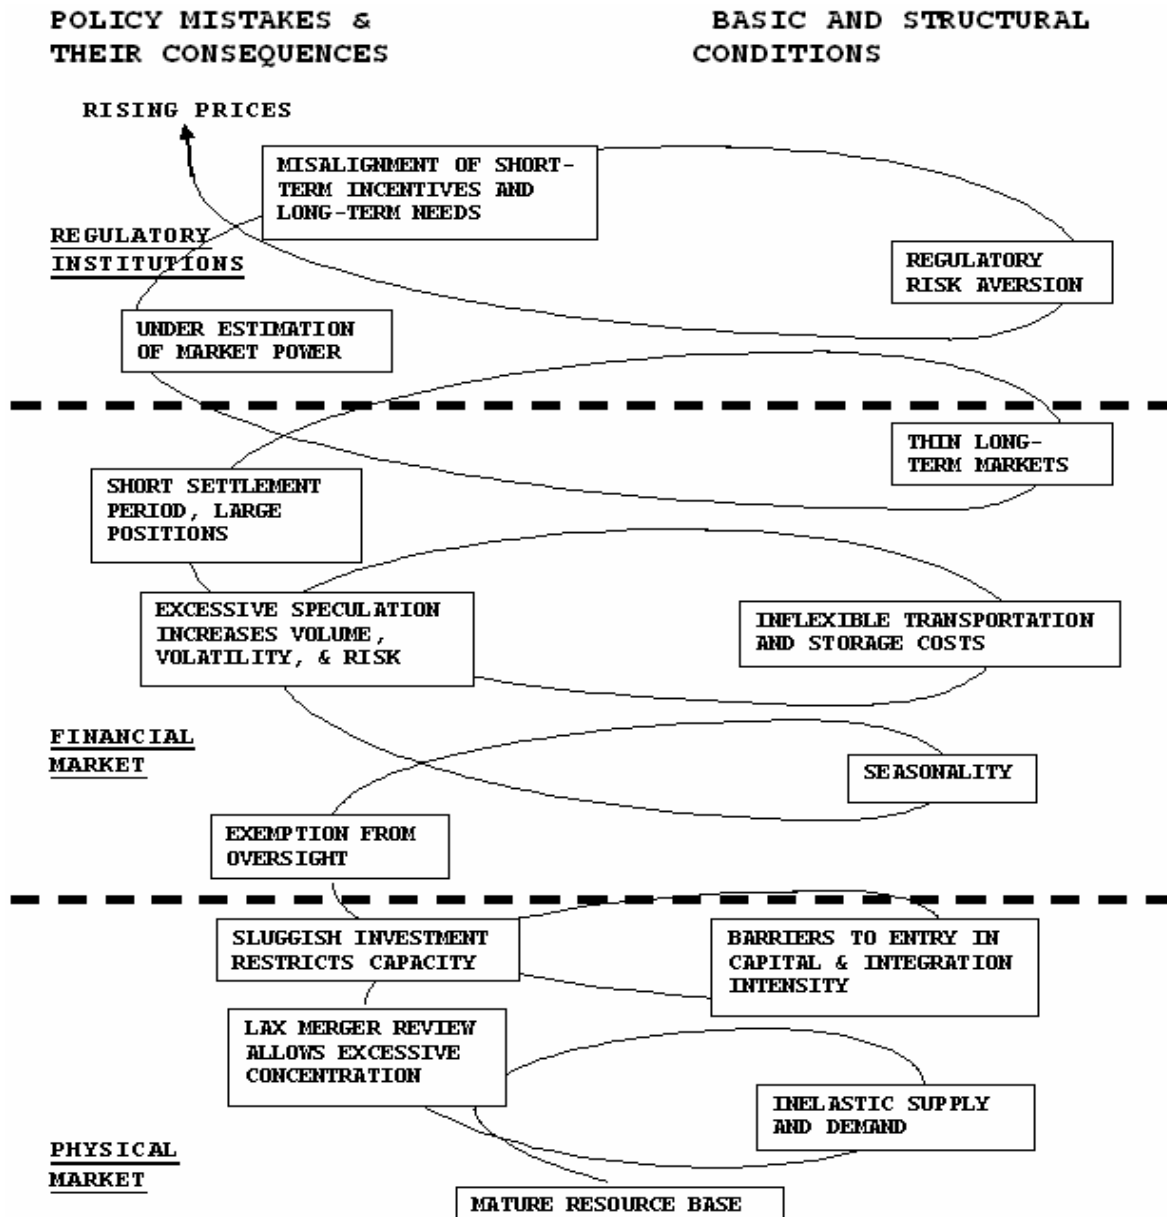 POLICY MISTAKES &
THEIR CONSEQUENCES
BASIC AND STRUCTURAL
CONDITIONS
RISING PRICES
MISALIGNMENT OF SHORT-
TERM INCENTIVES AND
LONG-TERM NEEDS
REGULATORY
INSTITUTIONS
REGULATORY
RISK AVERSION
UNDER ESTIMATION
OF MARKET POWER
THIN LONG-
TERM MARKETS
SHORT SETTLEMENT
PERIOD, LARGE
POSITIONS
EXCESSIVE SPECULATION
INCREASES VOLUME,
VOLATILITY, & RISK
INFLEXIBLE TRANSPORTATION
AND STORAGE COSTS
FINANCIAL
MARKET
SEASONALITY
EXEMPTION FROM
OVERSIGHT
SLUGGISH INVESTMENT
RESTRICTS CAPACITY
BARRIERS TO ENTRY IN
CAPITAL & INTEGRATION
INTENSITY
LAX MERGER REVIEW
ALLOWS EXCESSIVE
CONCENTRATION
INELASTIC SUPPLY
AND DEMAND
PHYSICAL
MARKET
MATURE RESOURCE BASE